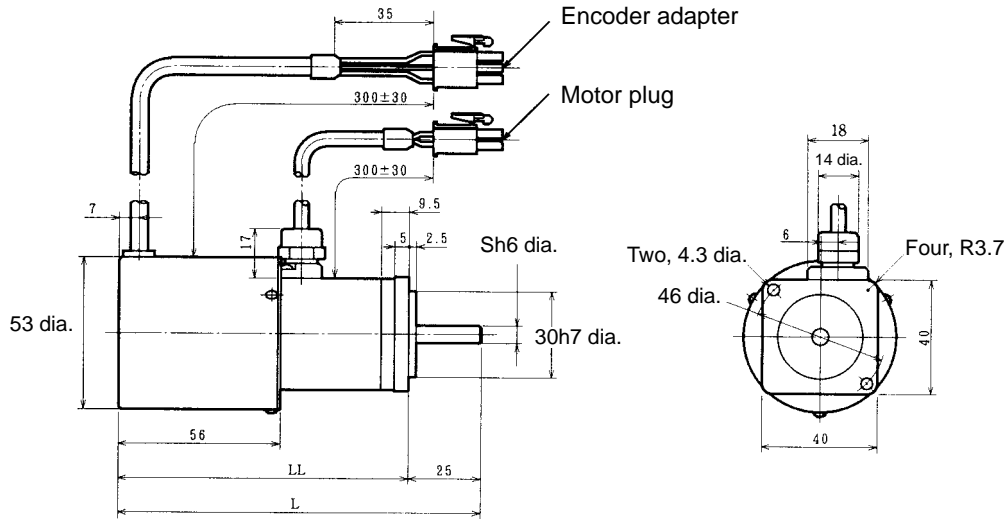 35
Encoder adapter
300±30
Motor plug
300±30
7
17
9.5
5
2.5
Sh6 dia.
53 dia.
30h7 dia.
56
LL
25
L
18
14 dia.
6
Two, 4.3 dia.
Four, R3.7
46 dia.
40
40